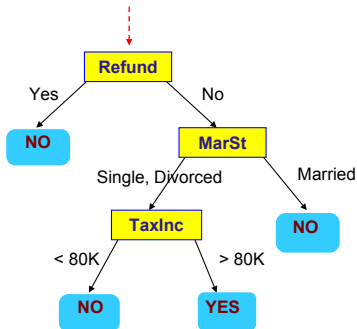 Refund
Yes
No
NO
MarSt
Single, Divorced
Married
TaxInc
NO
< 80K
> 80K
NO
YES